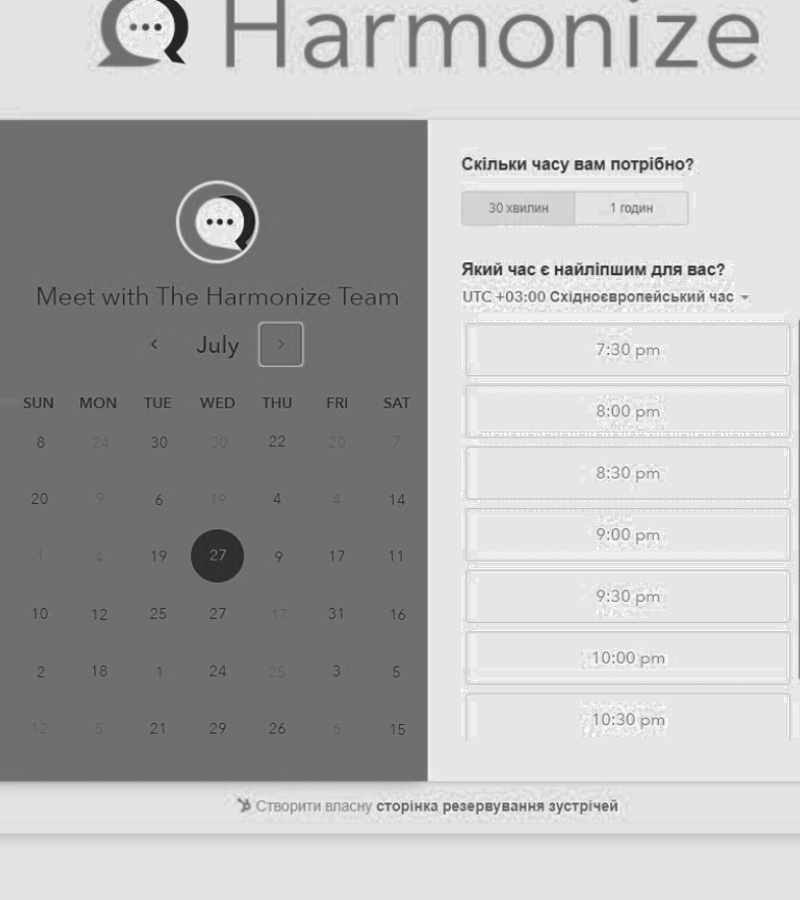 Harmonize
Meet with The Harmonize Team
‹ July ›
SUN MON TUE WED THU FRI SAT
8 24 30 30 22 20 7
20 9 6 19 4 4 14
1 4 19 27 9 17 11
10 12 25 27 17 31 16
2 18 1 24 25 3 5
12 5 21 29 26 6 15
Скільки часу вам потрібно?
30 хвилин 1 годин
Який час є найліпшим для вас?
UTC +03:00 Східноєвропейський час
7:30 pm
8:00 pm
8:30 pm
9:00 pm
9:30 pm
10:00 pm
10:30 pm
Створити власну сторінка резервування зустрічей